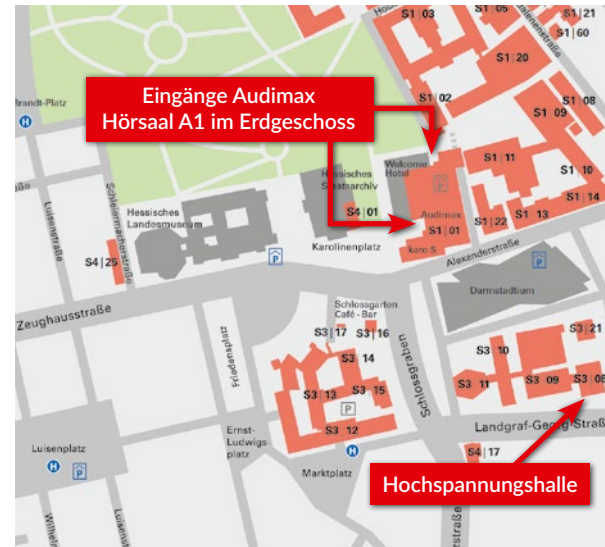 S1 | 03
S1 | 05
S1 | 21
S1 | 60
S1 | 20
Brandt-Platz
H
Eingänge Audimax
Hörsaal A1 im Erdgeschoss
S1 | 02
S1 | 08
S1 09
Welcome
Hotel
P
S1 | 11
S1 | 10
Hessisches
Staatsarchiv
S4 | 01
Audimax
S1 | 01
S1 | 22
S1 | 13
S1 | 14
Luisenstraße
Schleiermacherstraße
Hessisches
Landesmuseum
Karolinenplatz
karo 5
Alexanderstraße
S4 | 25
P
P
Darmstadtium
Zeughausstraße
Friedensplatz
Schlossgarten
Café - Bar
S3 | 17
S3 | 16
S3 | 14
S3 | 13
S3 | 15
P
S3 | 12
Schlossgraben
S3 | 21
S3 10
S3 11
S3 09
S3 | 08
Ernst-
Ludwigs
platz
H
Landgraf-Georg-Straß
Luisenplatz
H
P
Marktplatz
S4 | 17
Hochspannungshalle